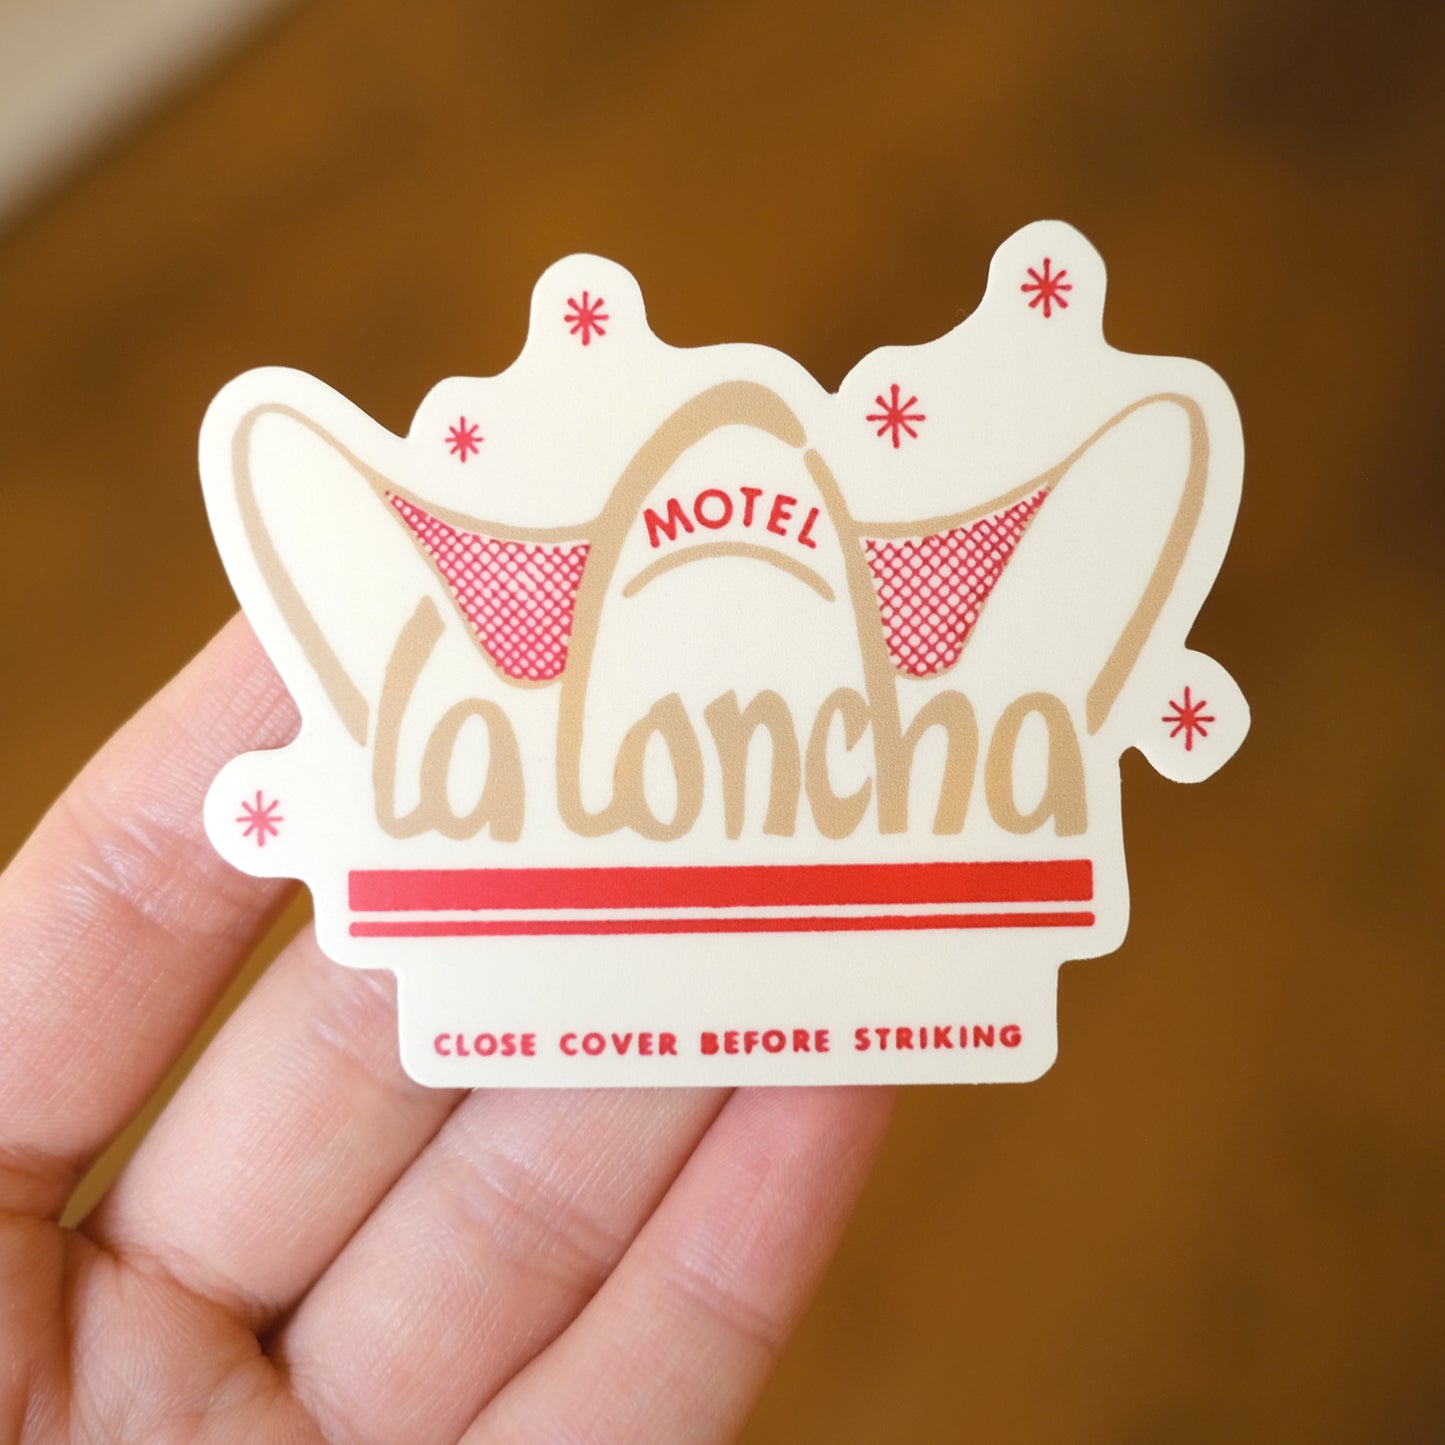 MOTEL
la Concha
CLOSE COVER BEFORE STRIKING